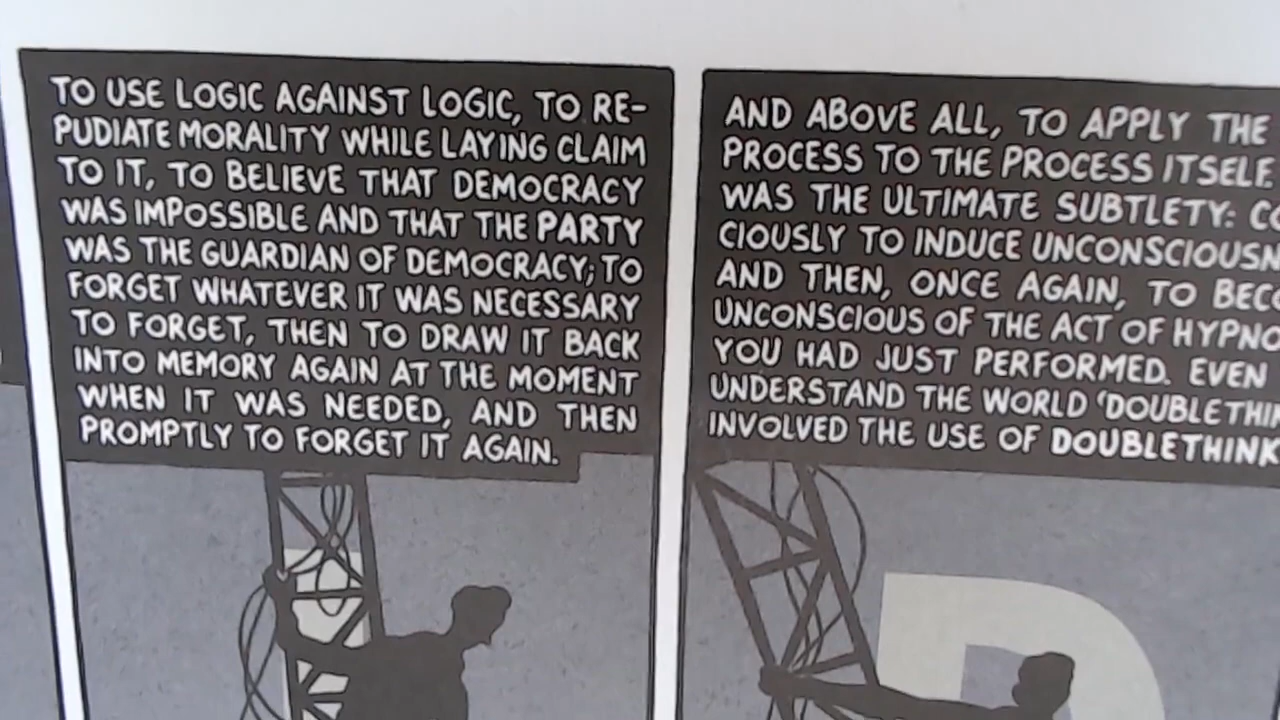 TO USE LOGIC AGAINST LOGIC, TO RE-
PUDIATE MORALITY WHILE LAYING CLAIM
TO IT, TO BELIEVE THAT DEMOCRACY
WAS IMPOSSIBLE AND THAT THE PARTY
WAS THE GUARDIAN OF DEMOCRACY; TO
FORGET WHATEVER IT WAS NECESSARY
TO FORGET, THEN TO DRAW IT BACK
INTO MEMORY AGAIN AT THE MOMENT
WHEN IT WAS NEEDED, AND THEN
PROMPTLY TO FORGET IT AGAIN.
AND ABOVE ALL, TO APPLY THE
PROCESS TO THE PROCESS ITSELF.
WAS THE ULTIMATE SUBTLETY:
CIOUSLY TO INDUCE
AND THEN, ONCE AGAIN, TO
UNCONSCIOUS OF THE ACT OF
YOU HAD JUST PERFORMED. EVEN
UNDERSTAND THE WORLD
INVOLVED THE USE OF DOUBLETHINK
D